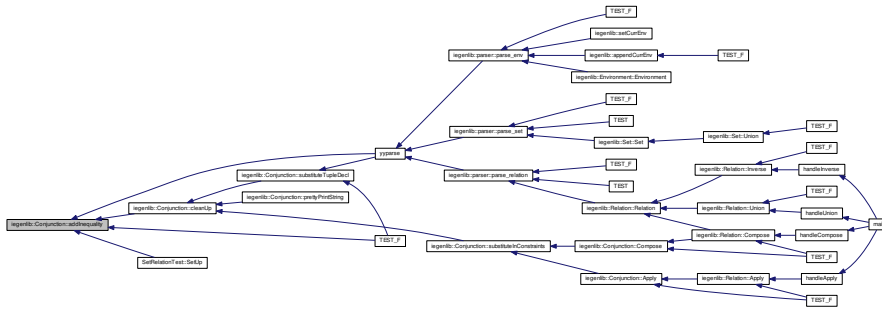 TEST_F
iegenlib::setCurrEnv
iegenlib::parser::parse_env
iegenlib::appendCurrEnv
TEST_F
iegenlib::Environment::Environment
TEST_F
TEST
iegenlib::parser::parse_set
iegenlib::Set::Set
iegenlib::Set::Union
TEST_F
yyparse
TEST_F
iegenlib::Relation::Inverse
handleInverse
iegenlib::parser::parse_relation
TEST_F
TEST
iegenlib::Conjunction::substituteTupleDecl
TEST_F
iegenlib::Conjunction::prettyPrintString
iegenlib::Relation::Relation
iegenlib::Relation::Union
handleUnion
iegenlib::Conjunction::cleanUp
iegenlib::Conjunction::addInequality
iegenlib::Relation::Compose
handleCompose
TEST_F
iegenlib::Conjunction::substituteInConstraints
iegenlib::Conjunction::Compose
TEST_F
SetRelationTest::SetUp
iegenlib::Conjunction::Apply
iegenlib::Relation::Apply
handleApply
TEST_F